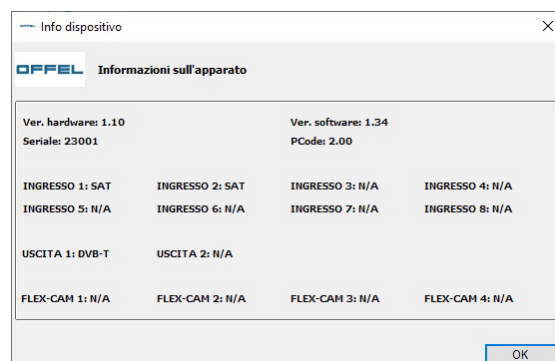 Info dispositivo
OFFEL Informazioni sull'apparato
Ver. hardware: 1.10 Ver. software: 1.34
Seriale: 23001 PCode: 2.00
INGRESSO 1: SAT INGRESSO 2: SAT INGRESSO 3: N/A INGRESSO 4: N/A
INGRESSO 5: N/A INGRESSO 6: N/A INGRESSO 7: N/A INGRESSO 8: N/A
USCITA 1: DVB-T USCITA 2: N/A
FLEX-CAM 1: N/A FLEX-CAM 2: N/A FLEX-CAM 3: N/A FLEX-CAM 4: N/A
OK